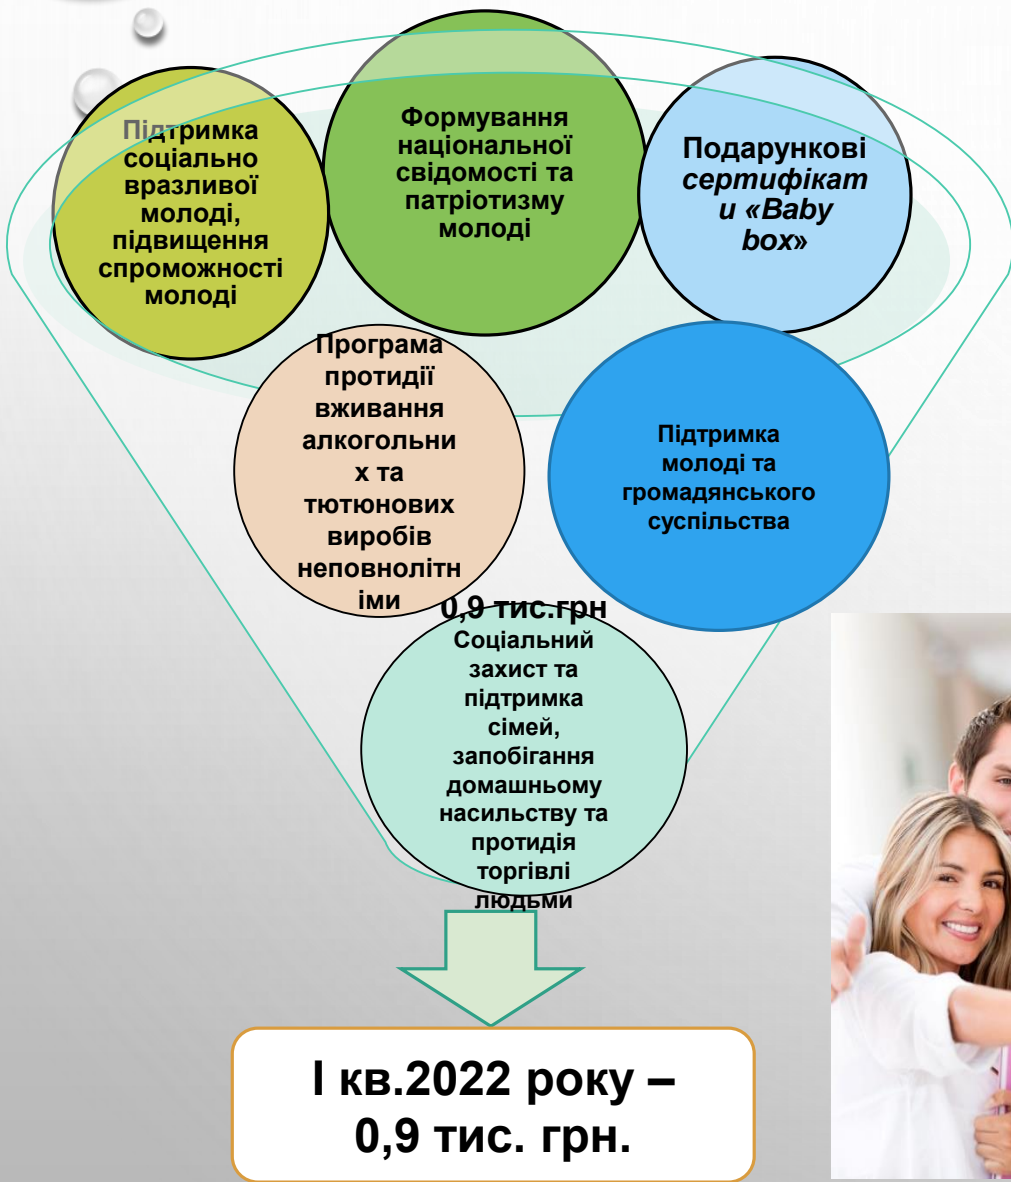 Підтримка
соціально
вразливої
молоді,
підвищення
спроможності
молоді
Формування
національної
свідомості та
патріотизму
молоді
Подарункові
сертифікат
и «Baby
box»
Програма
протидії
вживання
алкогольни
х та
тютюнових
виробів
неповнолітн
іми
Підтримка
молоді та
громадянського
суспільства
0,9 тис.грн
Соціальний
захист та
підтримка
сімей,
запобігання
домашньому
насильству та
протидія
торгівлі
людьми
І кв.2022 року –
0,9 тис. грн.